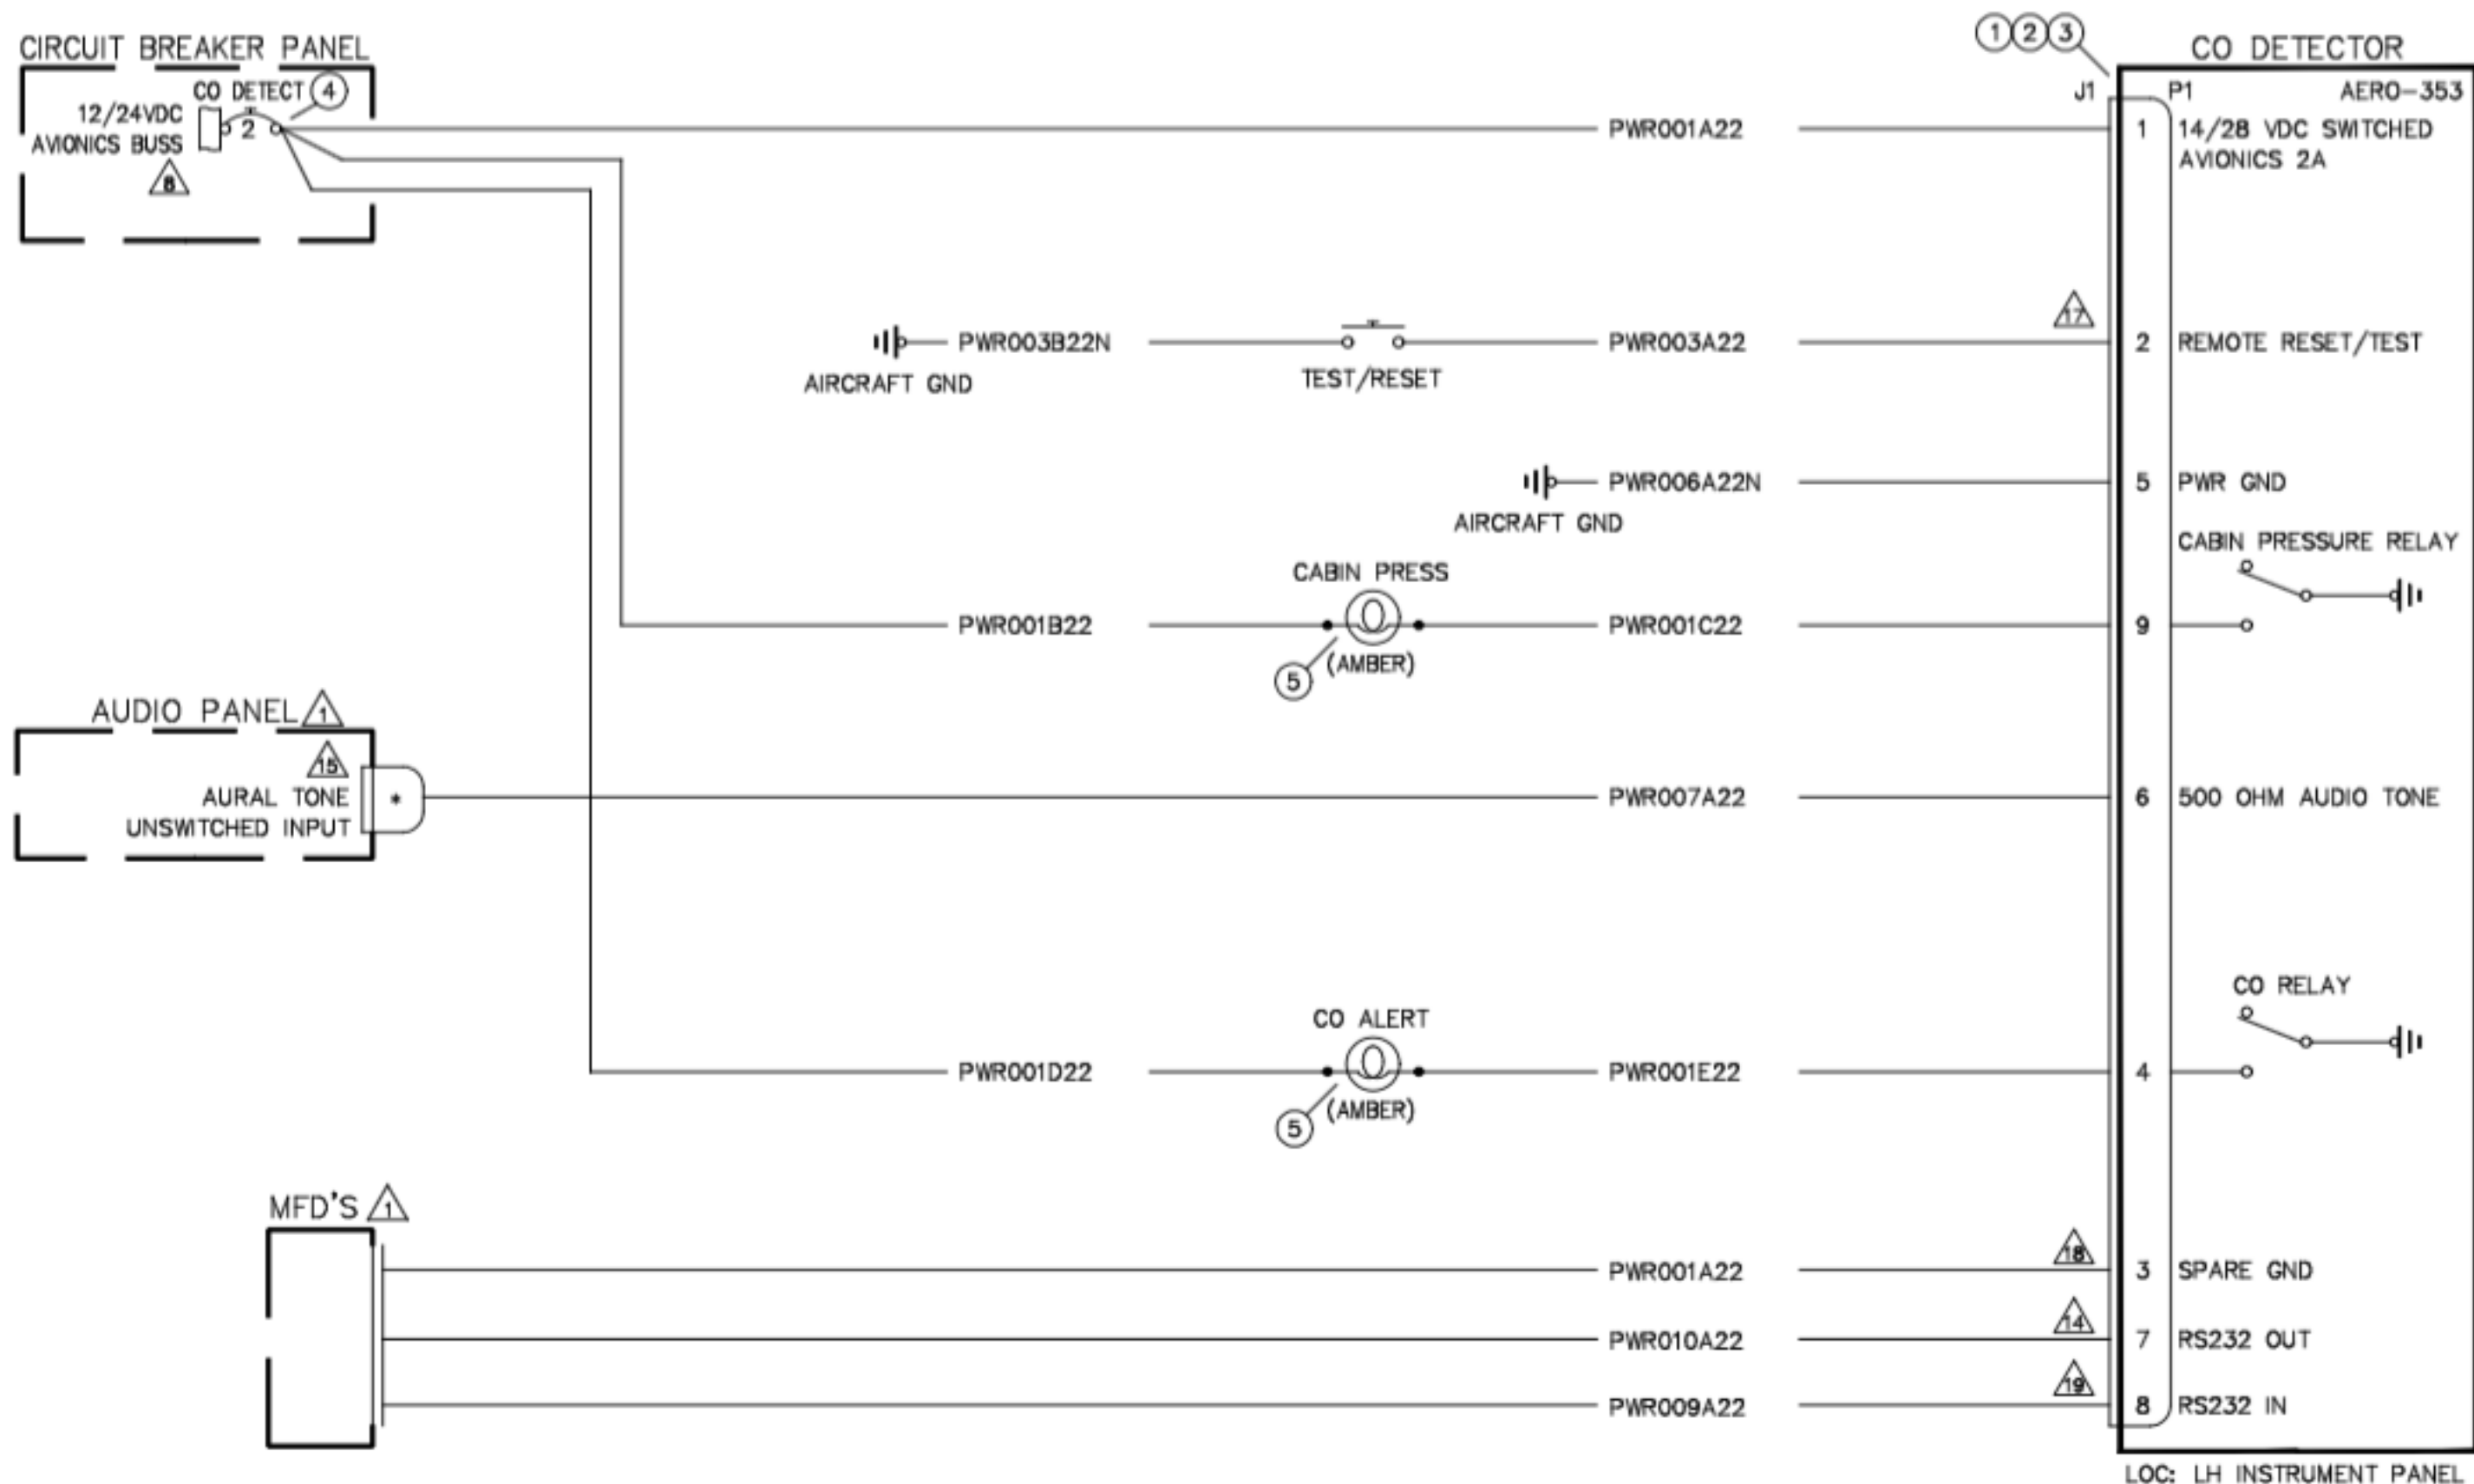 CIRCUIT BREAKER PANEL
CO DETECT 4
12/24VDC
AVIONICS BUSS
2
8
PWR001A22
1 2 3
CO DETECTOR
J1 P1 AERO-353
1 14/28 VDC SWITCHED
AVIONICS 2A
AIRCRAFT GND
PWR003B22N
TEST/RESET
PWR003A22
17
2 REMOTE RESET/TEST
PWR006A22N
AIRCRAFT GND
5 PWR GND
CABIN PRESSURE RELAY
CABIN PRESS
PWR001B22
(AMBER)
5
PWR001C22
9
AUDIO PANEL 1
15
AURAL TONE
UNSWITCHED INPUT
*
PWR007A22
6 500 OHM AUDIO TONE
CO RELAY
CO ALERT
PWR001D22
(AMBER)
5
PWR001E22
4
MFD'S 1
PWR001A22
18
3 SPARE GND
PWR010A22
14
7 RS232 OUT
PWR009A22
19
8 RS232 IN
LOC: LH INSTRUMENT PANEL